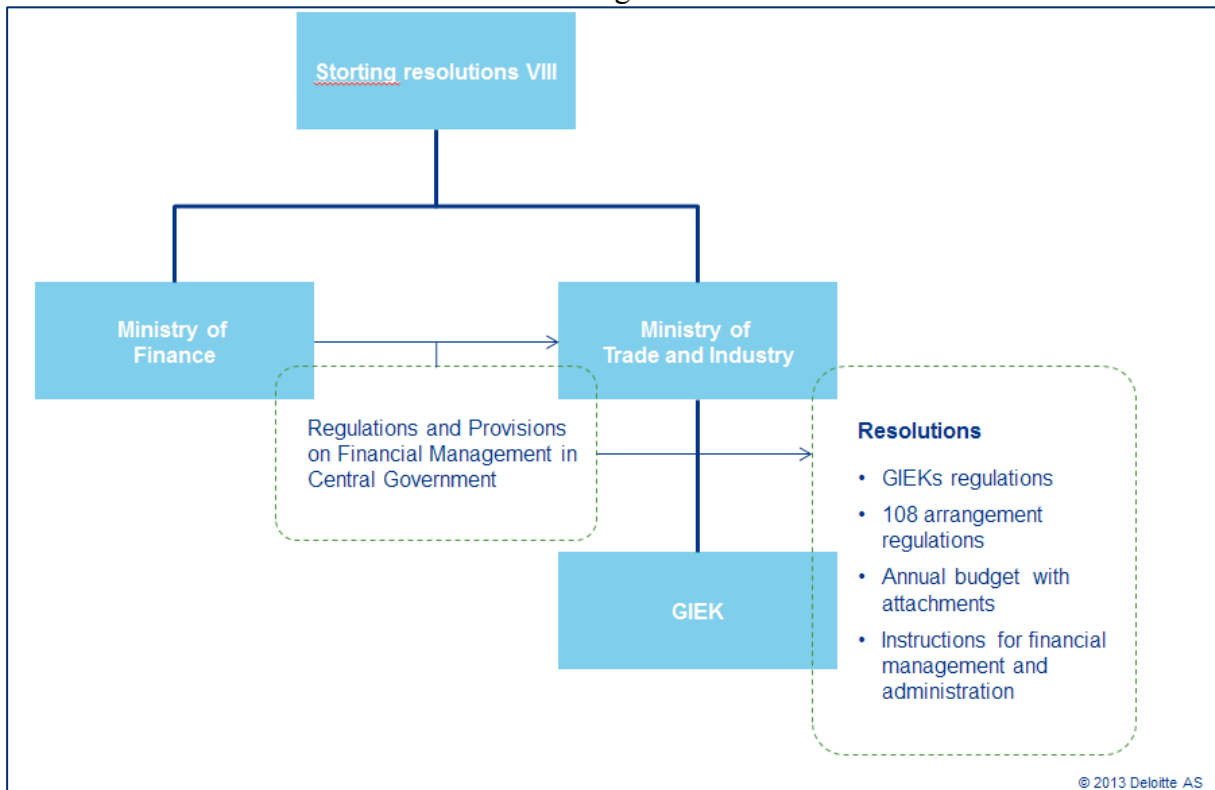 Storting resolutions VIII
Ministry of
Finance
Ministry of
Trade and Industry
Regulations and Provisions
on Financial Management in
Central Government
Resolutions
• GIEKs regulations
• 108 arrangement
regulations
• Annual budget with
attachments
• Instructions for financial
management and
administration
GIEK
© 2013 Deloitte AS